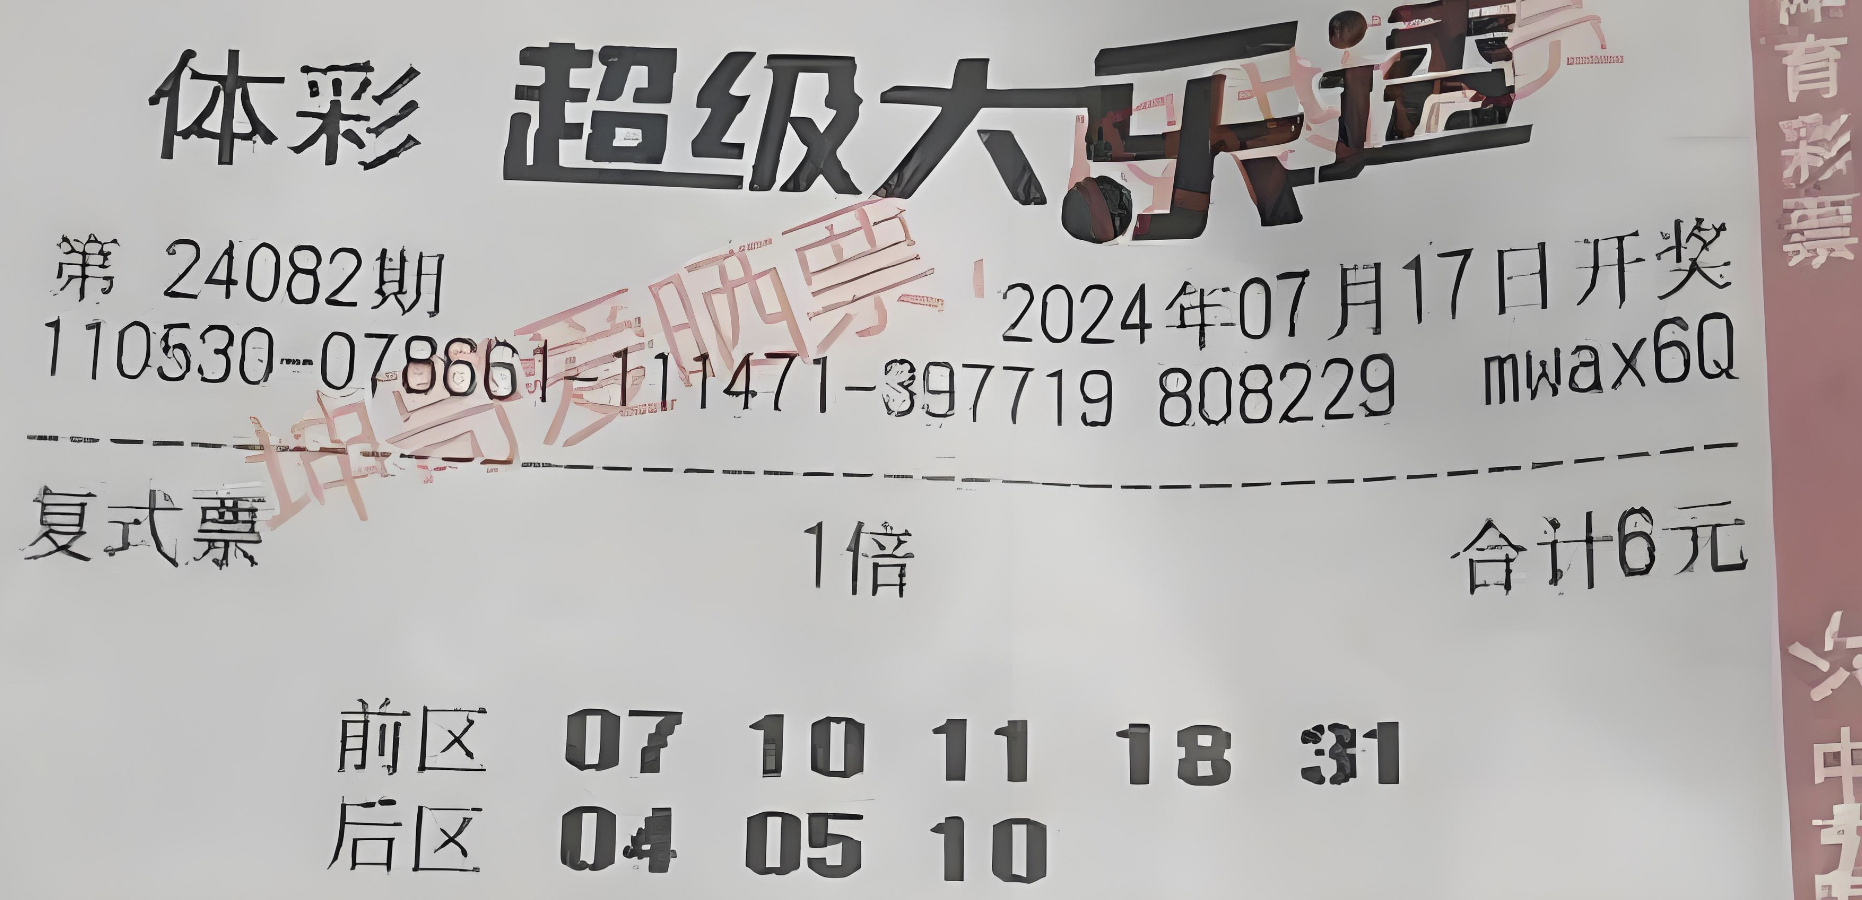 体彩 超级大乐透
第 24082期 2024年07月17日开奖
110530-078661-111471-397719 808229 mwax6Q
复式票 1倍 合计6元
前区 07 10 11 18 31
后区 04 05 10
坤哥爱晒票
体育彩票